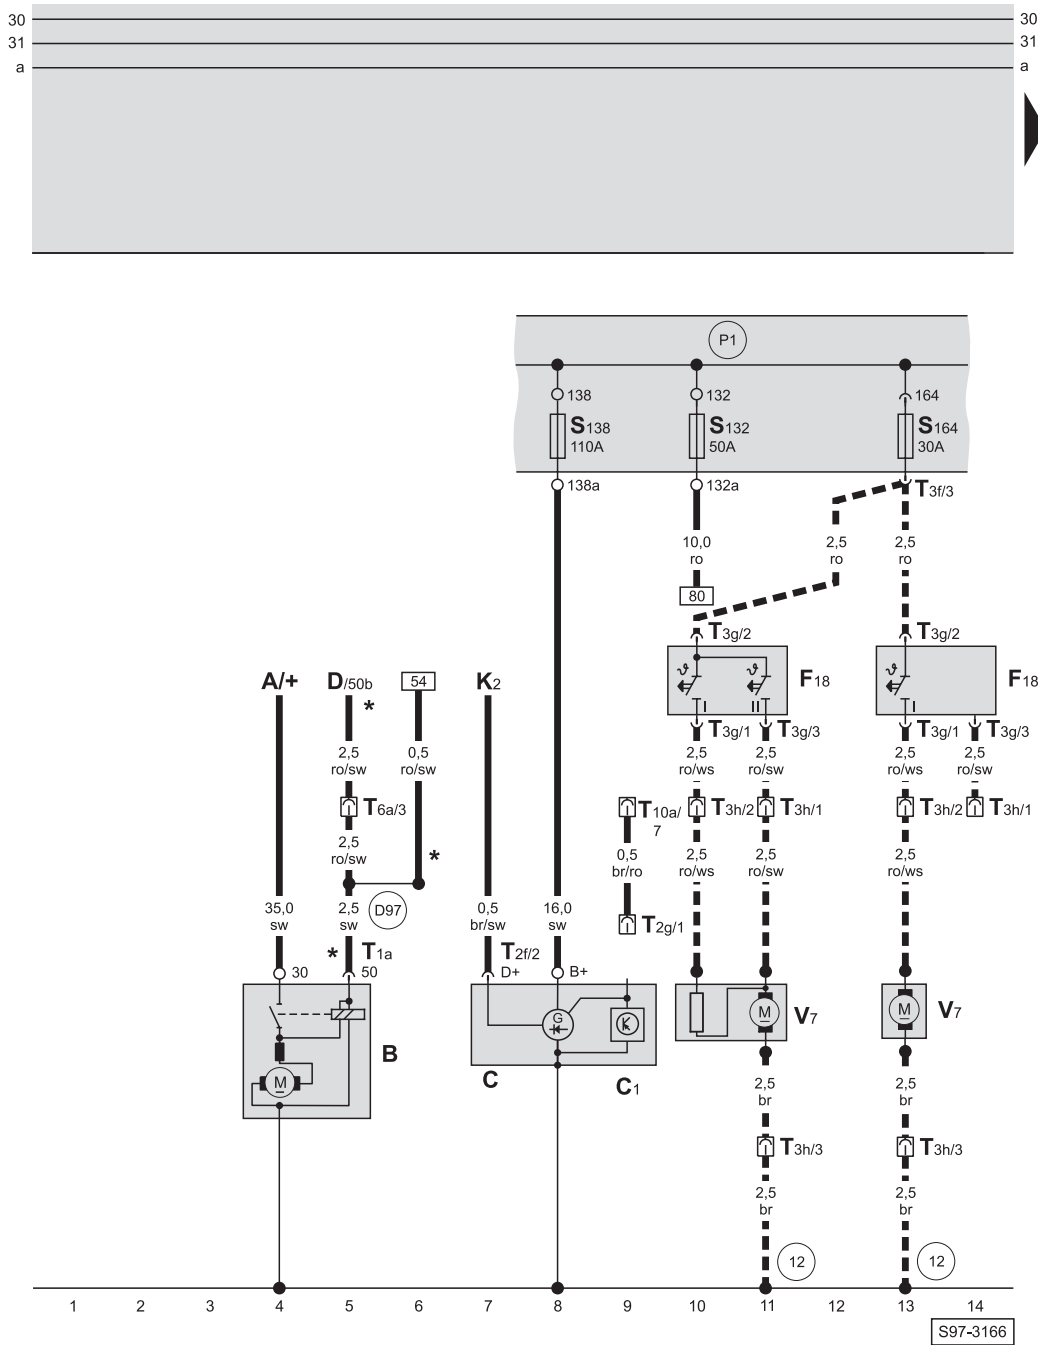 30 30
31 31
a a
P1
138 132 164
S138 S132 S164
110A 50A 30A
138a 132a T3f/3
10,0 2,5 2,5
ro ro ro
80
T3g/2 T3g/2
ϑ ϑ ϑ
F18 F18
I II I
A/+ D/50b 54 K2
*
T3g/1 T3g/3 T3g/1 T3g/3
2,5 0,5 2,5 2,5 2,5 2,5
ro/sw ro/sw ro/ws ro/sw ro/ws ro/sw
T6a/3 T10a/7 T3h/2 T3h/1 T3h/2 T3h/1
2,5 0,5 2,5 2,5 2,5
ro/sw br/ro ro/ws ro/sw ro/ws
*
35,0 2,5 D97 0,5 16,0
sw sw br/sw sw
T2g/1
* T1a T2f/2
30 50 D+ B+
G K M V7 M V7
B
M
C C1
2,5 2,5
br br
T3h/3 T3h/3
2,5 2,5
br br
12 12
1 2 3 4 5 6 7 8 9 10 11 12 13 14
S97-3166